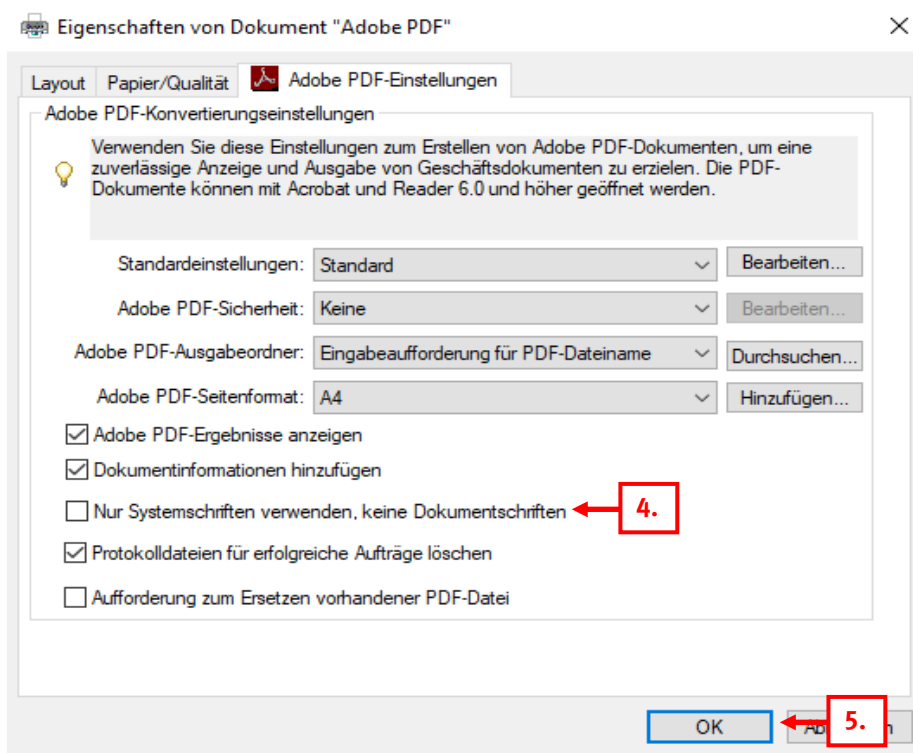 Eigenschaften von Dokument "Adobe PDF"
Layout Papier/Qualität Adobe PDF-Einstellungen
Adobe PDF-Konvertierungseinstellungen
Verwenden Sie diese Einstellungen zum Erstellen von Adobe PDF-Dokumenten, um eine
zuverlässige Anzeige und Ausgabe von Geschäftsdokumenten zu erzielen. Die PDF-
Dokumente können mit Acrobat und Reader 6.0 und höher geöffnet werden.
Standardeinstellungen: Standard Bearbeiten...
Adobe PDF-Sicherheit: Keine Bearbeiten...
Adobe PDF-Ausgabeordner: Eingabeaufforderung für PDF-Dateiname Durchsuchen...
Adobe PDF-Seitenformat: A4 Hinzufügen...
Adobe PDF-Ergebnisse anzeigen
Dokumentinformationen hinzufügen
Nur Systemschriften verwenden, keine Dokumentschriften 4.
Protokolldateien für erfolgreiche Aufträge löschen
Aufforderung zum Ersetzen vorhandener PDF-Datei
OK 5.